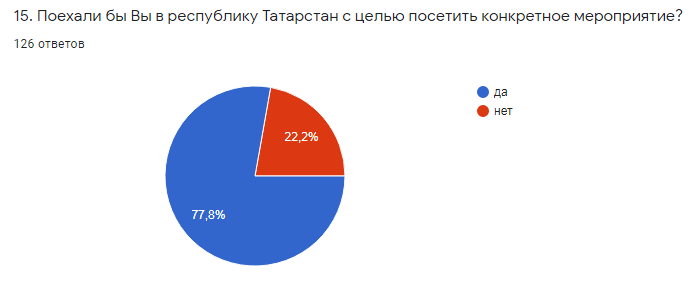 15. Поехали бы Вы в республику Татарстан с целью посетить конкретное мероприятие?
126 ответов
да
нет
22,2%
77,8%